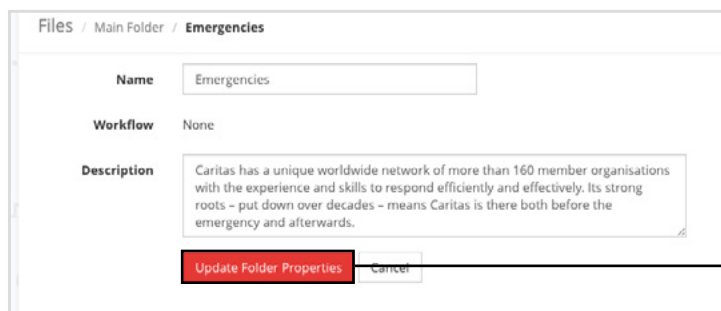 Files / Main Folder / Emergencies
Name Emergencies
Workflow None
Description Caritas has a unique worldwide network of more than 160 member organisations
with the experience and skills to respond efficiently and effectively. Its strong
roots – put down over decades – means Caritas is there both before the
emergency and afterwards.
Update Folder Properties Cancel